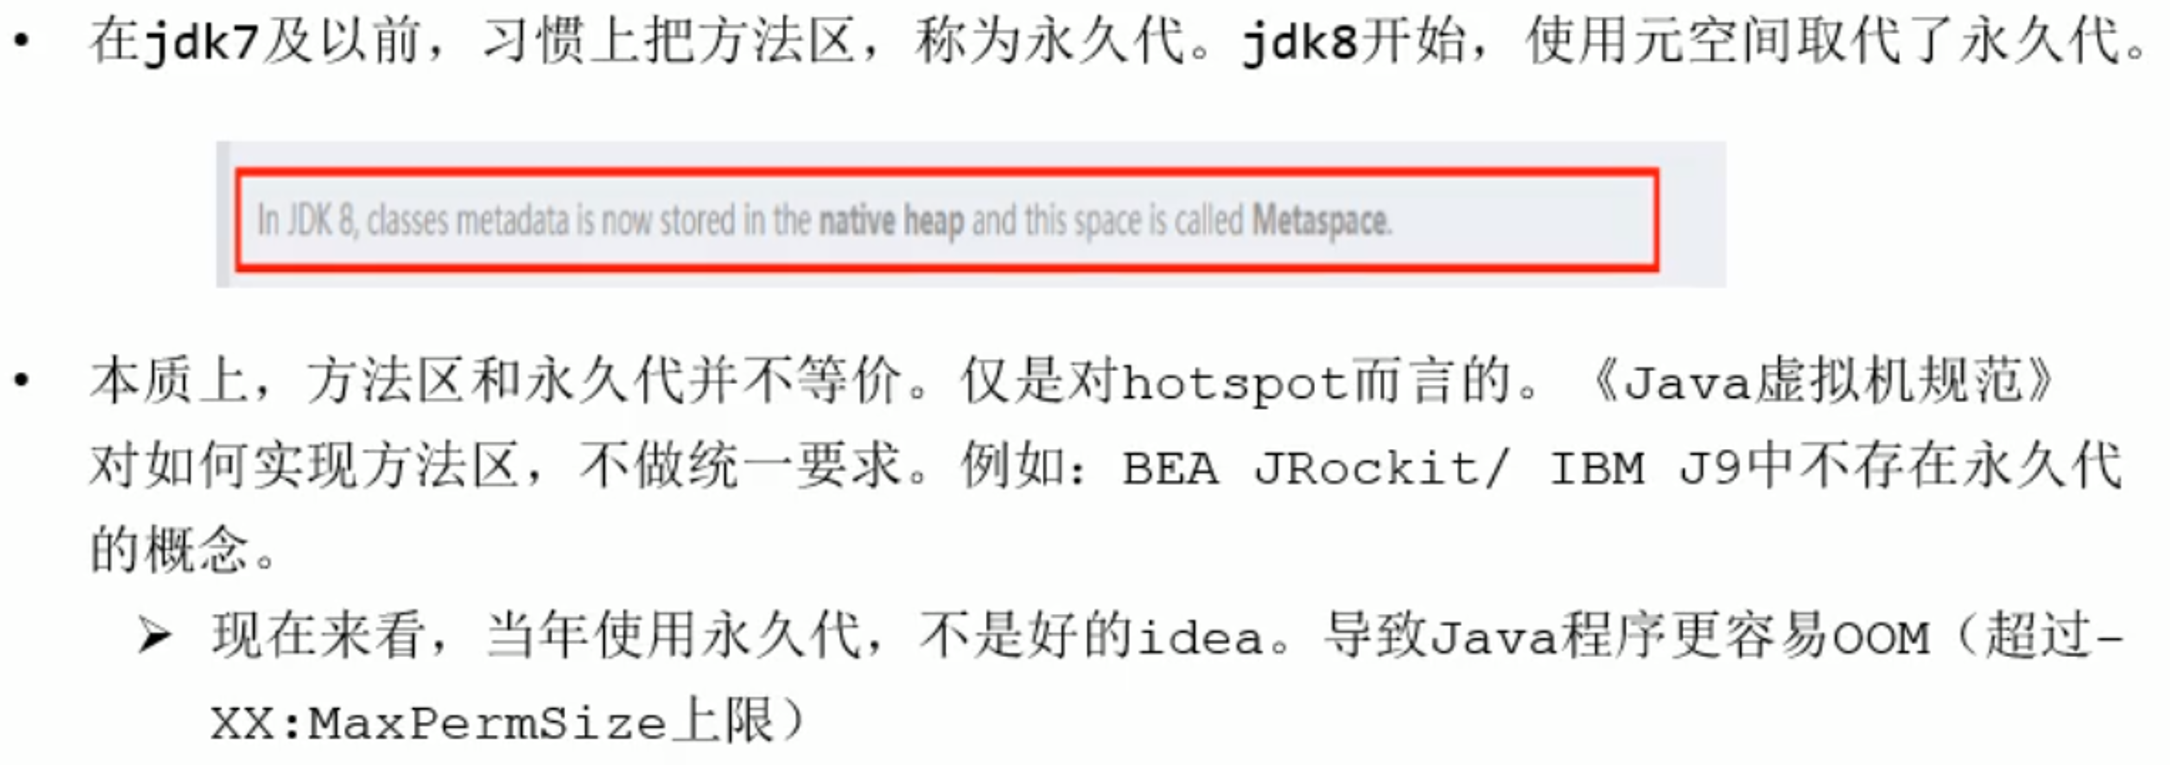 • 在jdk7及以前，习惯上把方法区，称为永久代。jdk8开始，使用元空间取代了永久代。
In JDK 8, classes metadata is now stored in the native heap and this space is called Metaspace.
• 本质上，方法区和永久代并不等价。仅是对hotspot而言的。《Java虚拟机规范》
对如何实现方法区，不做统一要求。例如：BEA JRockit/ IBM J9中不存在永久代
的概念。
➢ 现在来看，当年使用永久代，不是好的idea。导致Java程序更容易OOM（超过-
XX:MaxPermSize上限）